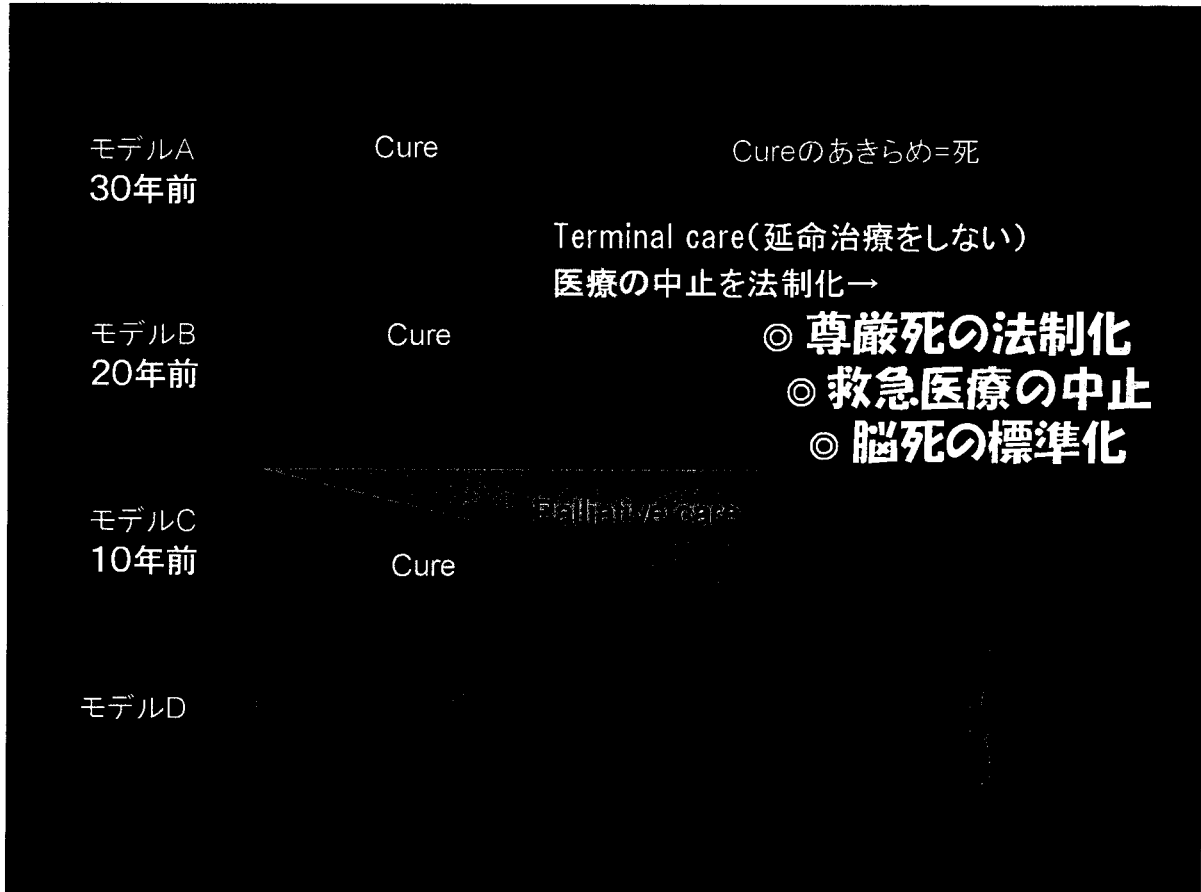 モデルA
30年前
Cure
Cureのあきらめ=死
Terminal care(延命治療をしない)
医療の中止を法制化→
モデルB
20年前
Cure
◎ 尊厳死の法制化
◎ 救急医療の中止
◎ 脳死の標準化
Palliative care
モデルC
10年前
Cure
モデルD